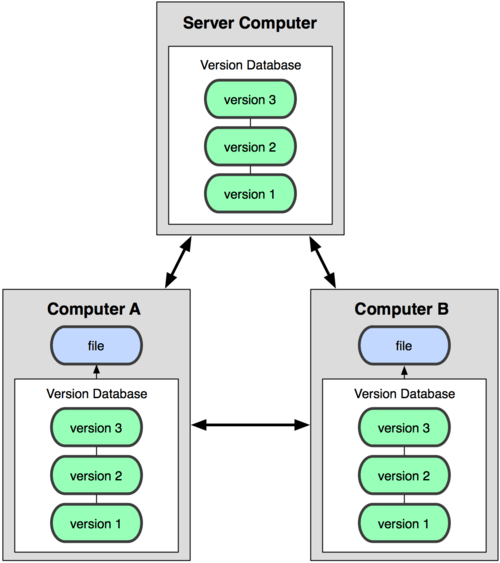 Server Computer
Version Database
version 3
version 2
version 1
Computer A
file
Version Database
version 3
version 2
version 1
Computer B
file
Version Database
version 3
version 2
version 1